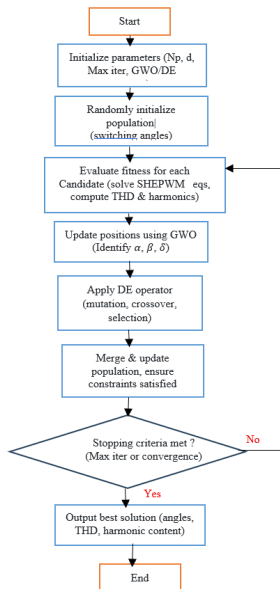 Start
Initialize parameters (Np, d,
Max iter, GWO/DE
Randomly initialize
population|
(switching angles)
Evaluate fitness for each
Candidate (solve SHEPWM eqs,
compute THD & harmonics)
Update positions using GWO
(Identify α, β, δ)
Apply DE operator
(mutation, crossover,
selection)
Merge & update
population, ensure
constraints satisfied
Stopping criteria met ?
(Max iter or convergence)
No
Yes
Output best solution (angles,
THD, harmonic content)
End